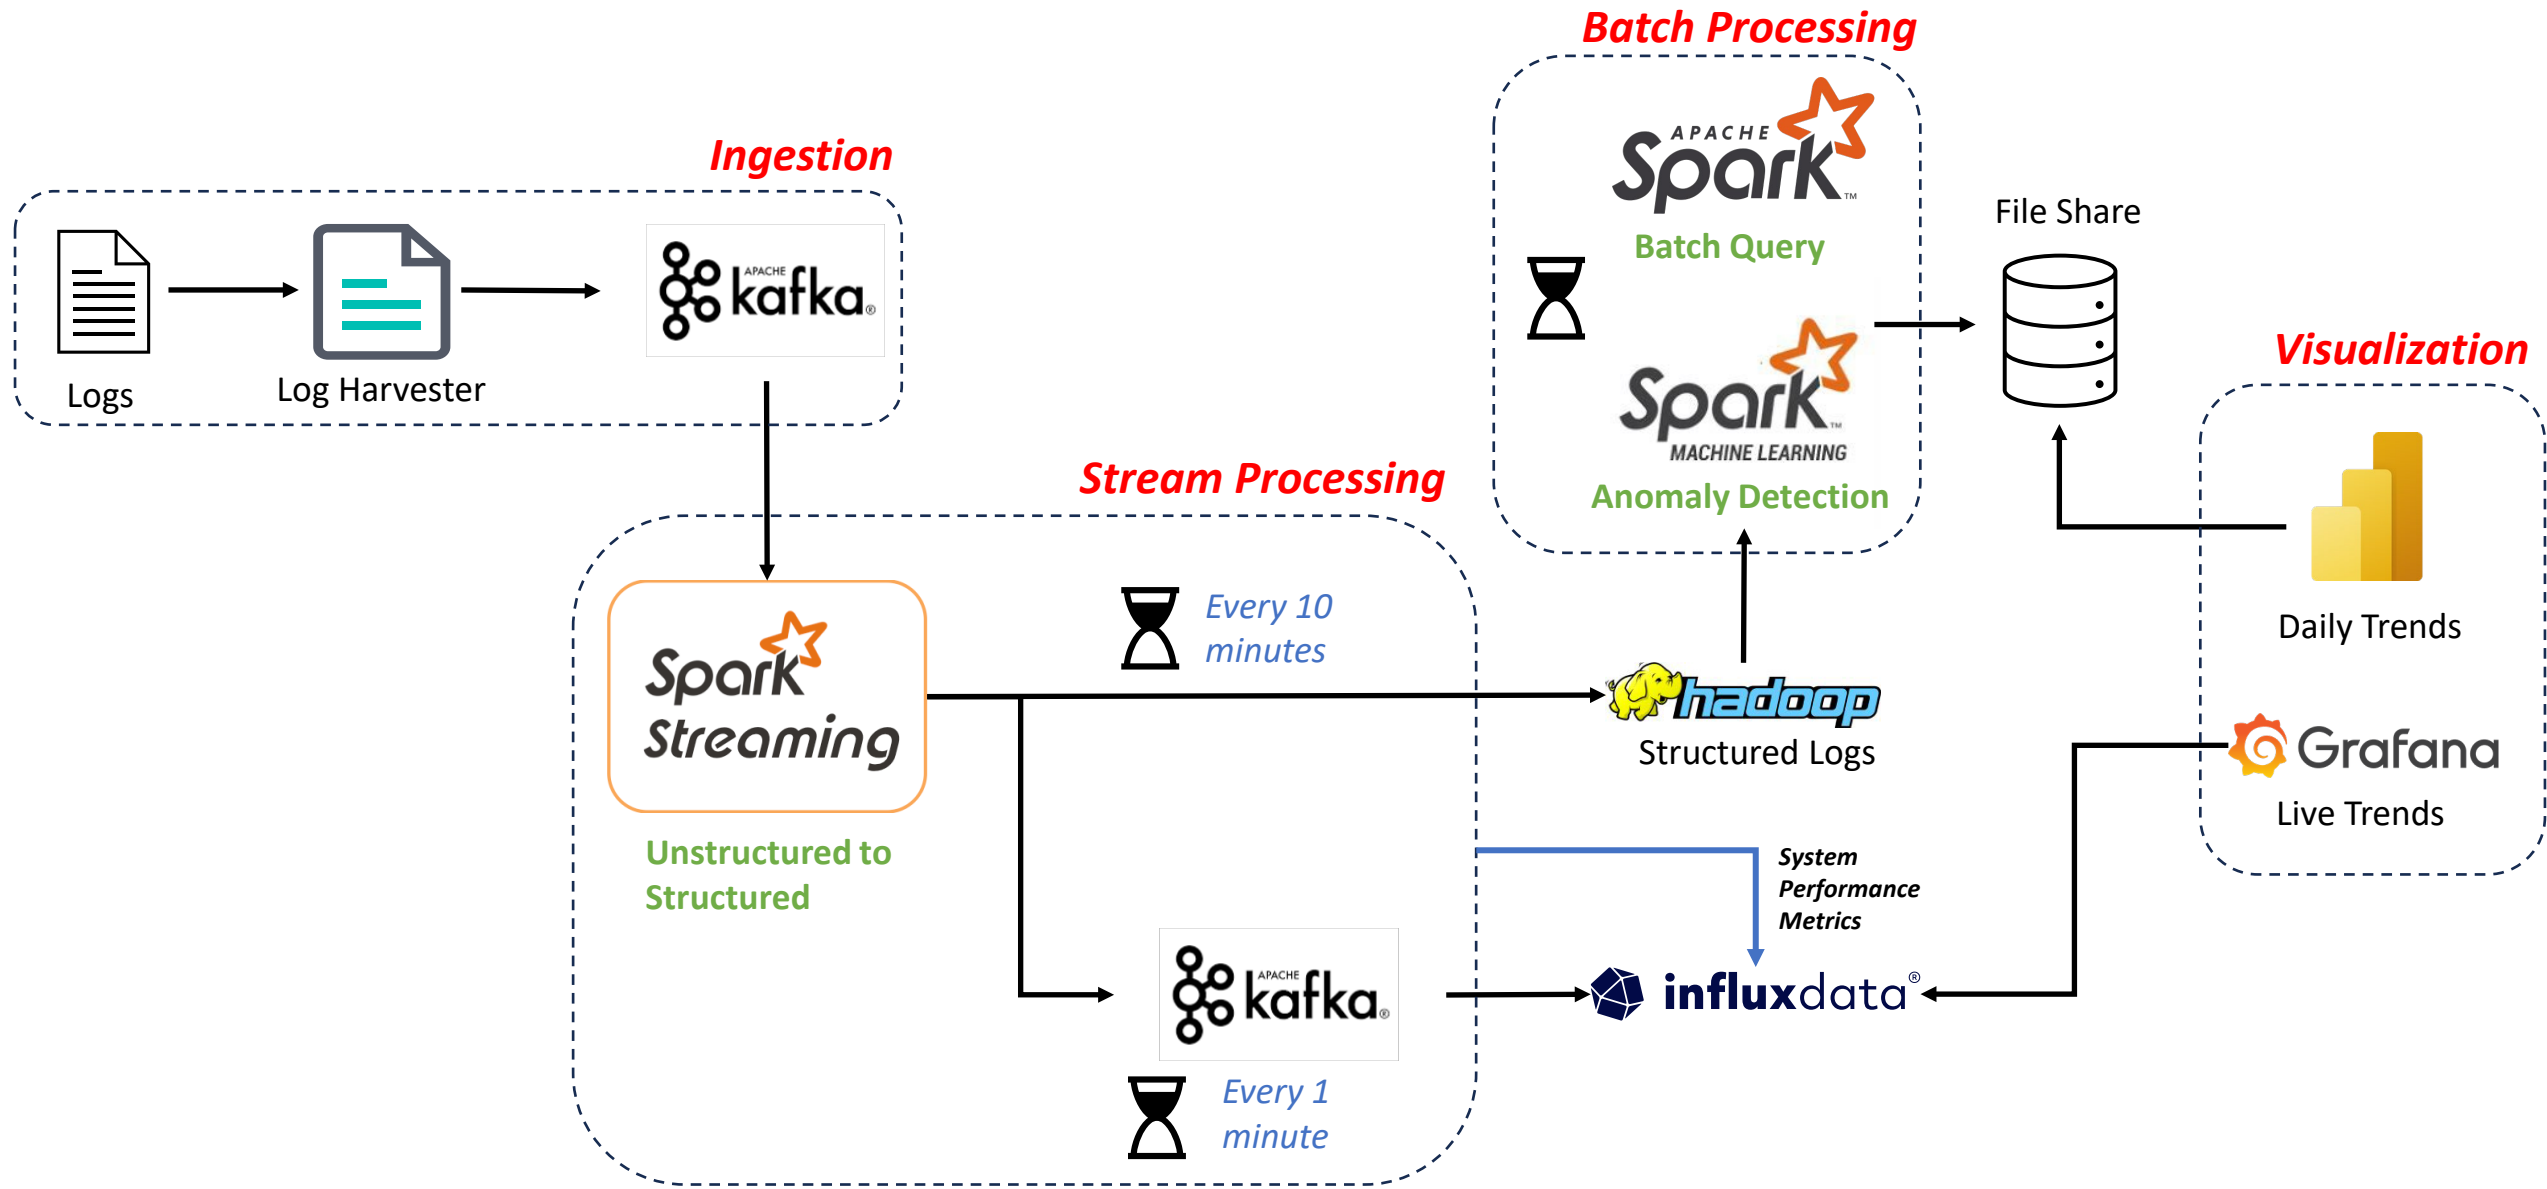 Batch Processing
APACHE
Spark™
Batch Query
Spark™
MACHINE LEARNING
Anomaly Detection
File Share
Ingestion
Logs
Log Harvester
APACHE
kafka®
Visualization
Daily Trends
Grafana
Live Trends
Stream Processing
Spark
Streaming
Unstructured to
Structured
Every 10
minutes
hadoop
Structured Logs
System
Performance
Metrics
APACHE
kafka®
Every 1
minute
influxdata®